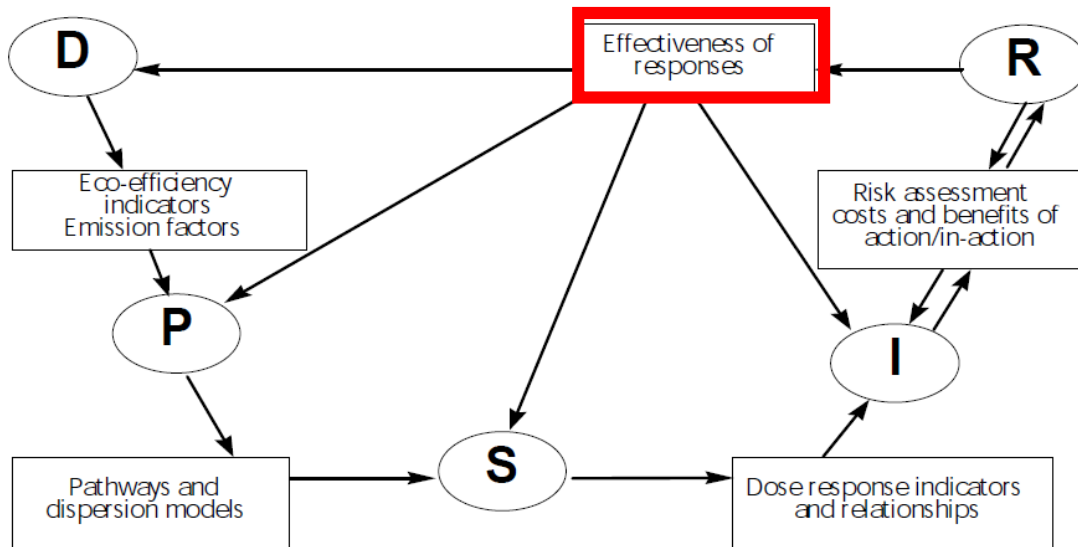 D
Effectiveness of
responses
R
Eco-efficiency
indicators
Emission factors
Risk assessment
costs and benefits of
action/in-action
P
I
S
Pathways and
dispersion models
Dose response indicators
and relationships